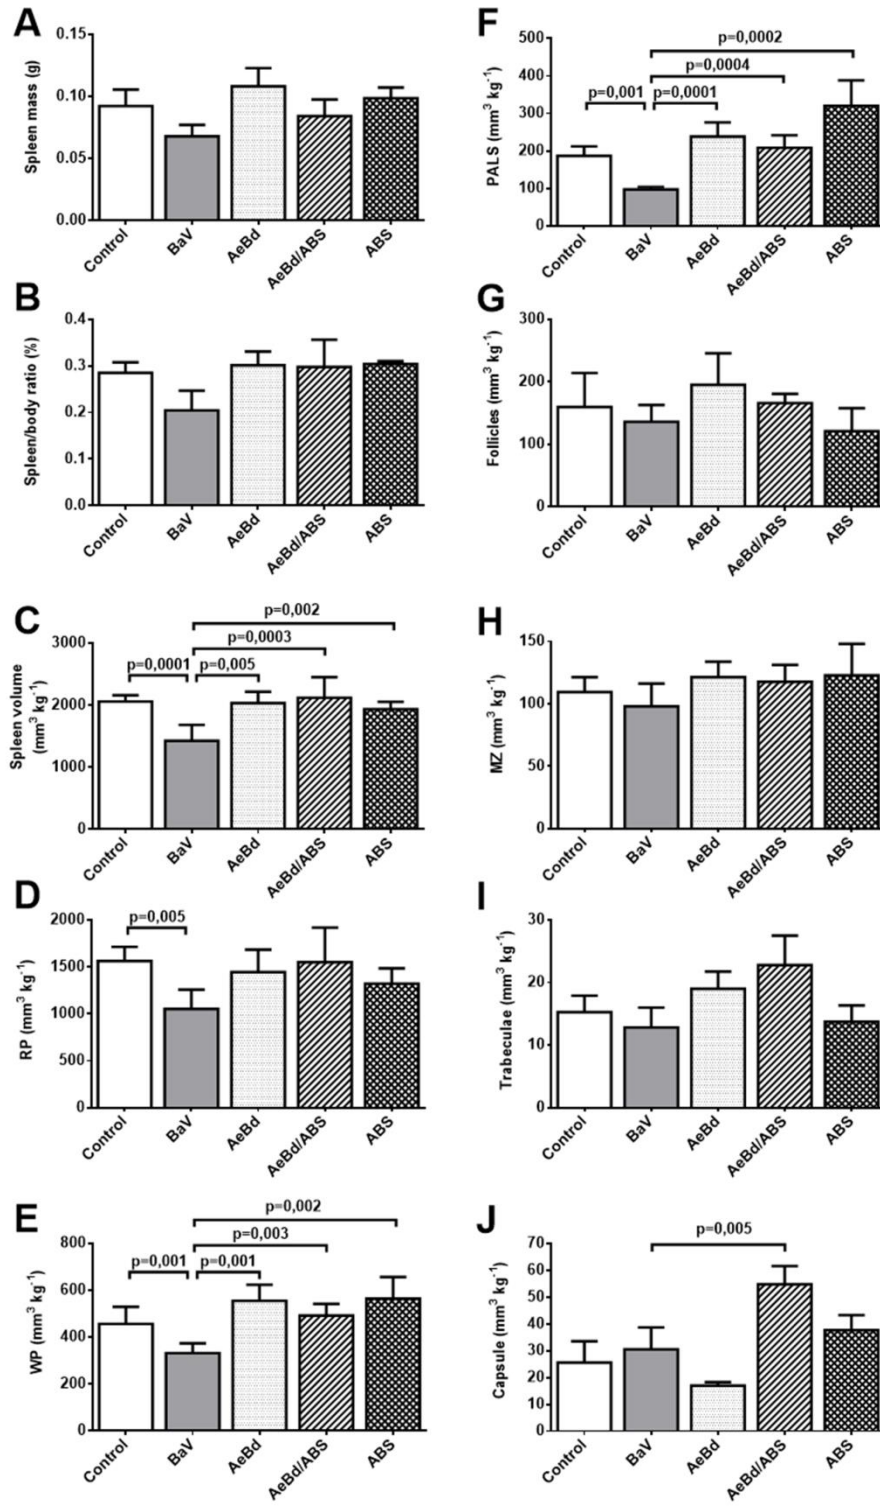 A
Spleen mass (g)
0.15
0.10
0.05
0.00
Control
BaV
AeBd
AeBd/ABS
ABS
B
Spleen/body ratio (%)
0.4
0.3
0.2
0.1
0.0
Control
BaV
AeBd
AeBd/ABS
ABS
C
Spleen volume
(mm³ kg⁻¹)
3000
2000
1000
0
p=0,002
p=0,0003
p=0,0001
p=0,005
Control
BaV
AeBd
AeBd/ABS
ABS
D
RP (mm³ kg⁻¹)
2000
1500
1000
500
0
p=0,005
Control
BaV
AeBd
AeBd/ABS
ABS
E
WP (mm³ kg⁻¹)
800
600
400
200
0
p=0,002
p=0,003
p=0,001
p=0,001
Control
BaV
AeBd
AeBd/ABS
ABS
F
PALS (mm³ kg⁻¹)
500
400
300
200
100
0
p=0,0002
p=0,0004
p=0,001
p=0,0001
Control
BaV
AeBd
AeBd/ABS
ABS
G
Follicles (mm³ kg⁻¹)
300
200
100
0
Control
BaV
AeBd
AeBd/ABS
ABS
H
MZ (mm³ kg⁻¹)
150
100
50
0
Control
BaV
AeBd
AeBd/ABS
ABS
I
Trabeculae (mm³ kg⁻¹)
30
20
10
0
Control
BaV
AeBd
AeBd/ABS
ABS
J
Capsule (mm³ kg⁻¹)
70
60
50
40
30
20
10
0
p=0,005
Control
BaV
AeBd
AeBd/ABS
ABS